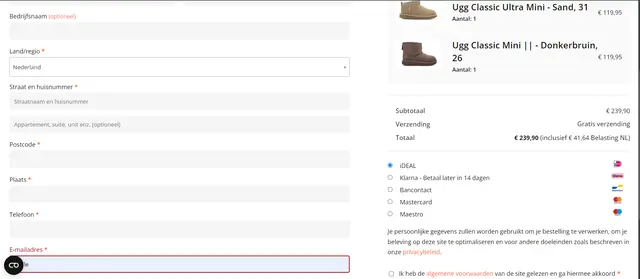 Bedrijfsnaam (optioneel)
Land/regio *
Nederland
Straat en huisnummer *
Straatnaam en huisnummer
Appartement, suite, unit enz. (optioneel)
Postcode *
Plaats *
Telefoon *
E-mailadres *
Ugg Classic Ultra Mini - Sand, 31
Aantal: 1
€ 119,95
Ugg Classic Mini || - Donkerbruin,
26
Aantal: 1
€ 119,95
Subtotaal € 239,90
Verzending Gratis verzending
Totaal € 239,90 (inclusief € 41,64 Belasting NL)
iDEAL
Klarna - Betaal later in 14 dagen
Bancontact
Mastercard
Maestro
Je persoonlijke gegevens zullen worden gebruikt om je bestelling te verwerken, om je
beleving op deze site te optimaliseren en voor andere doeleinden zoals beschreven in
onze privacybeleid.
Ik heb de algemene voorwaarden van de site gelezen en ga hiermee akkoord *